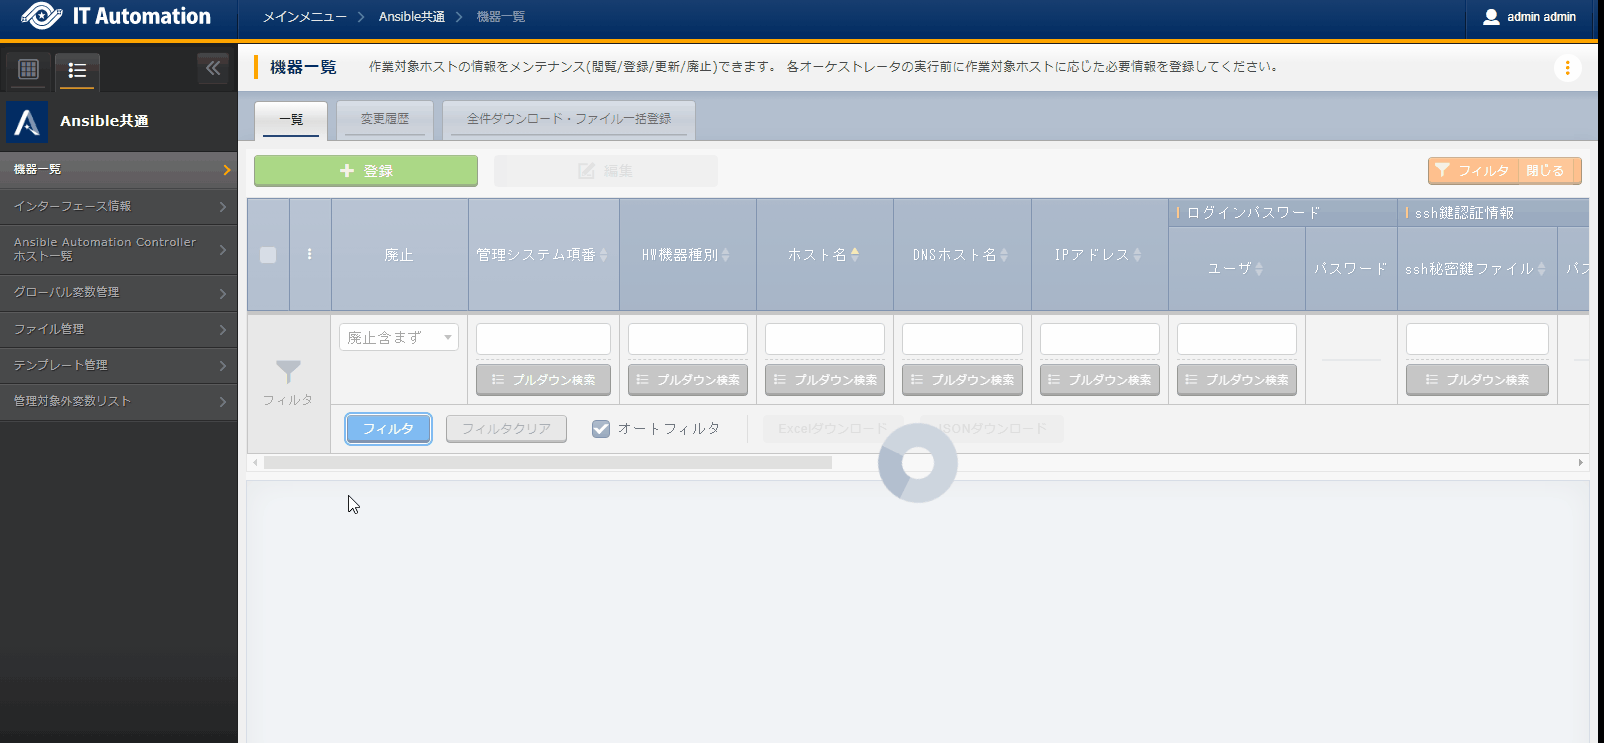 IT Automation
メインメニュー Ansible共通 機器一覧
admin admin
Ansible共通
機器一覧
インターフェース情報
Ansible Automation Controller
ホスト一覧
グローバル変数管理
ファイル管理
テンプレート管理
管理対象外変数リスト
機器一覧
作業対象ホストの情報をメンテナンス(閲覧/登録/更新/廃止)できます。 各オーケストレータの実行前に作業対象ホストに応じた必要情報を登録してください。
一覧 変更履歴 全件ダウンロード・ファイル一括登録
登録 編集 フィルタ 閉じる
ログインパスワード ssh鍵認証情報
廃止 管理システム項番 HW機器種別 ホスト名 DNSホスト名 IPアドレス ユーザ パスワード ssh秘密鍵ファイル パス
フィルタ
廃止含まず
プルダウン検索 プルダウン検索 プルダウン検索 プルダウン検索 プルダウン検索 プルダウン検索 プルダウン検索
フィルタ フィルタクリア オートフィルタ Excelダウンロード JSONダウンロード